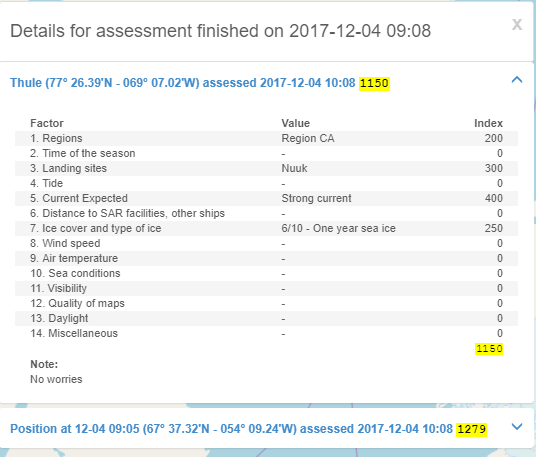 Details for assessment finished on 2017-12-04 09:08 X
Thule (77° 26.39'N - 069° 07.02'W) assessed 2017-12-04 10:08 1150
Factor Value Index
1. Regions Region CA 200
2. Time of the season - 0
3. Landing sites Nuuk 300
4. Tide - 0
5. Current Expected Strong current 400
6. Distance to SAR facilities, other ships - 0
7. Ice cover and type of ice 6/10 - One year sea ice 250
8. Wind speed - 0
9. Air temperature - 0
10. Sea conditions - 0
11. Visibility - 0
12. Quality of maps - 0
13. Daylight - 0
14. Miscellaneous - 0
1150
Note:
No worries
Position at 12-04 09:05 (67° 37.32'N - 054° 09.24'W) assessed 2017-12-04 10:08 1279